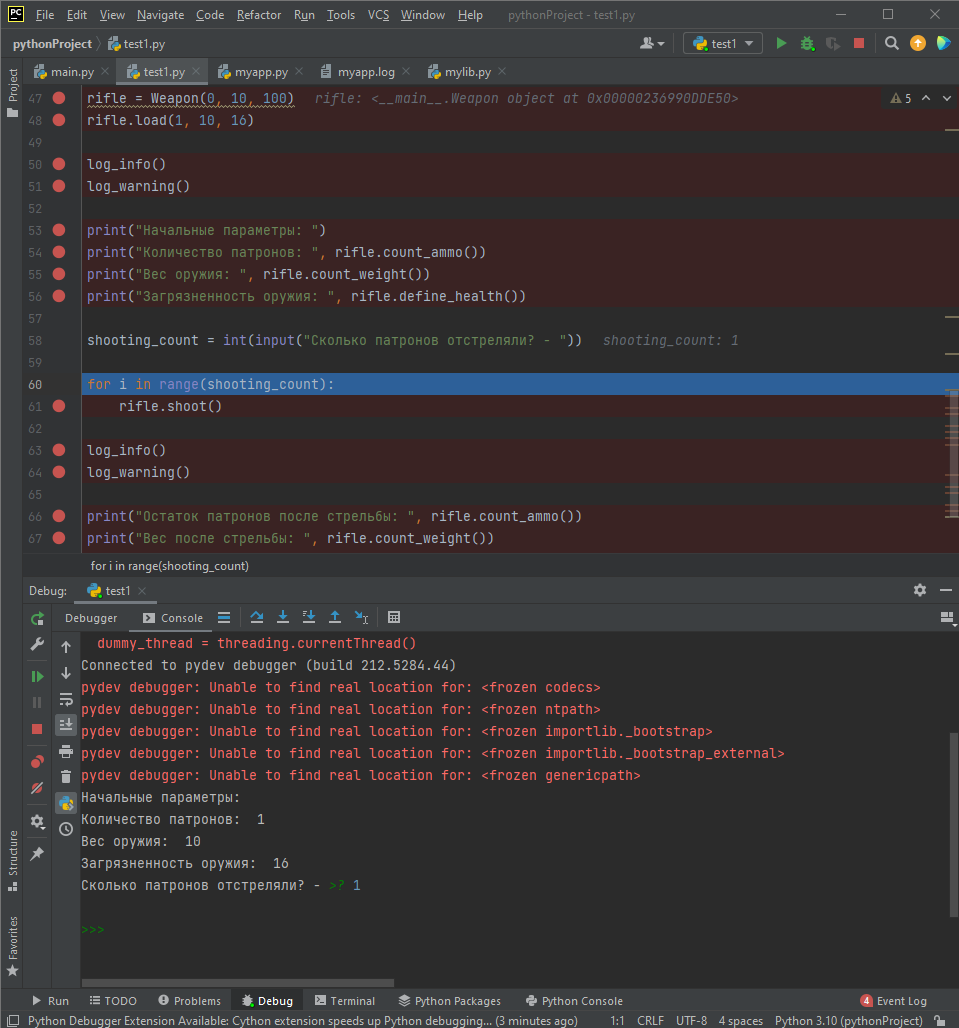 PC File Edit View Navigate Code Refactor Run Tools VCS Window Help pythonProject - test1.py
pythonProject test1.py test1
main.py test1.py myapp.py myapp.log mylib.py
Project
47 rifle = Weapon(0, 10, 100) rifle: <__main__.Weapon object at 0x00000236990DDE50> 5
48 rifle.load(1, 10, 16)
49
50 log_info()
51 log_warning()
52
53 print("Начальные параметры: ")
54 print("Количество патронов: ", rifle.count_ammo())
55 print("Вес оружия: ", rifle.count_weight())
56 print("Загрязненность оружия: ", rifle.define_health())
57
58 shooting_count = int(input("Сколько патронов отстреляли? - ")) shooting_count: 1
59
60 for i in range(shooting_count):
61 rifle.shoot()
62
63 log_info()
64 log_warning()
65
66 print("Остаток патронов после стрельбы: ", rifle.count_ammo())
67 print("Вес после стрельбы: ", rifle.count_weight())
for i in range(shooting_count)
Debug: test1
Debugger Console
dummy_thread = threading.currentThread()
Connected to pydev debugger (build 212.5284.44)
pydev debugger: Unable to find real location for: <frozen codecs>
pydev debugger: Unable to find real location for: <frozen ntpath>
pydev debugger: Unable to find real location for: <frozen importlib._bootstrap>
pydev debugger: Unable to find real location for: <frozen importlib._bootstrap_external>
pydev debugger: Unable to find real location for: <frozen genericpath>
Начальные параметры:
Количество патронов:  1
Вес оружия:  10
Загрязненность оружия:  16
Сколько патронов отстреляли? - >? 1
>>>
Structure
Favorites
Run TODO Problems Debug Terminal Python Packages Python Console 4 Event Log
Python Debugger Extension Available: Cython extension speeds up Python debugging... (3 minutes ago) 1:1 CRLF UTF-8 4 spaces Python 3.10 (pythonProject)